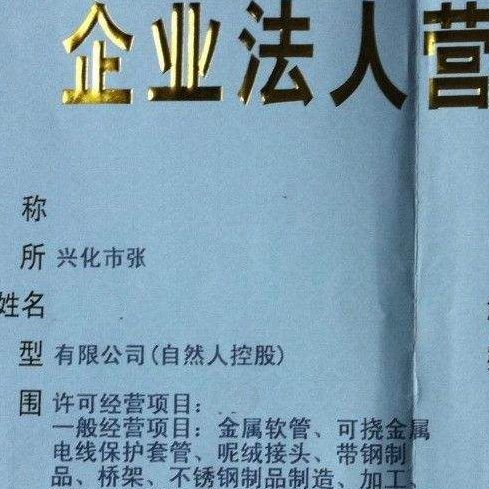 企业法人营
称
所 兴化市张
姓名
型 有限公司(自然人控股)
围 许可经营项目:
一般经营项目:金属软管、可挠金属
电线保护套管、呢绒接头、带钢制
品、桥架、不锈钢制品制造、加工。